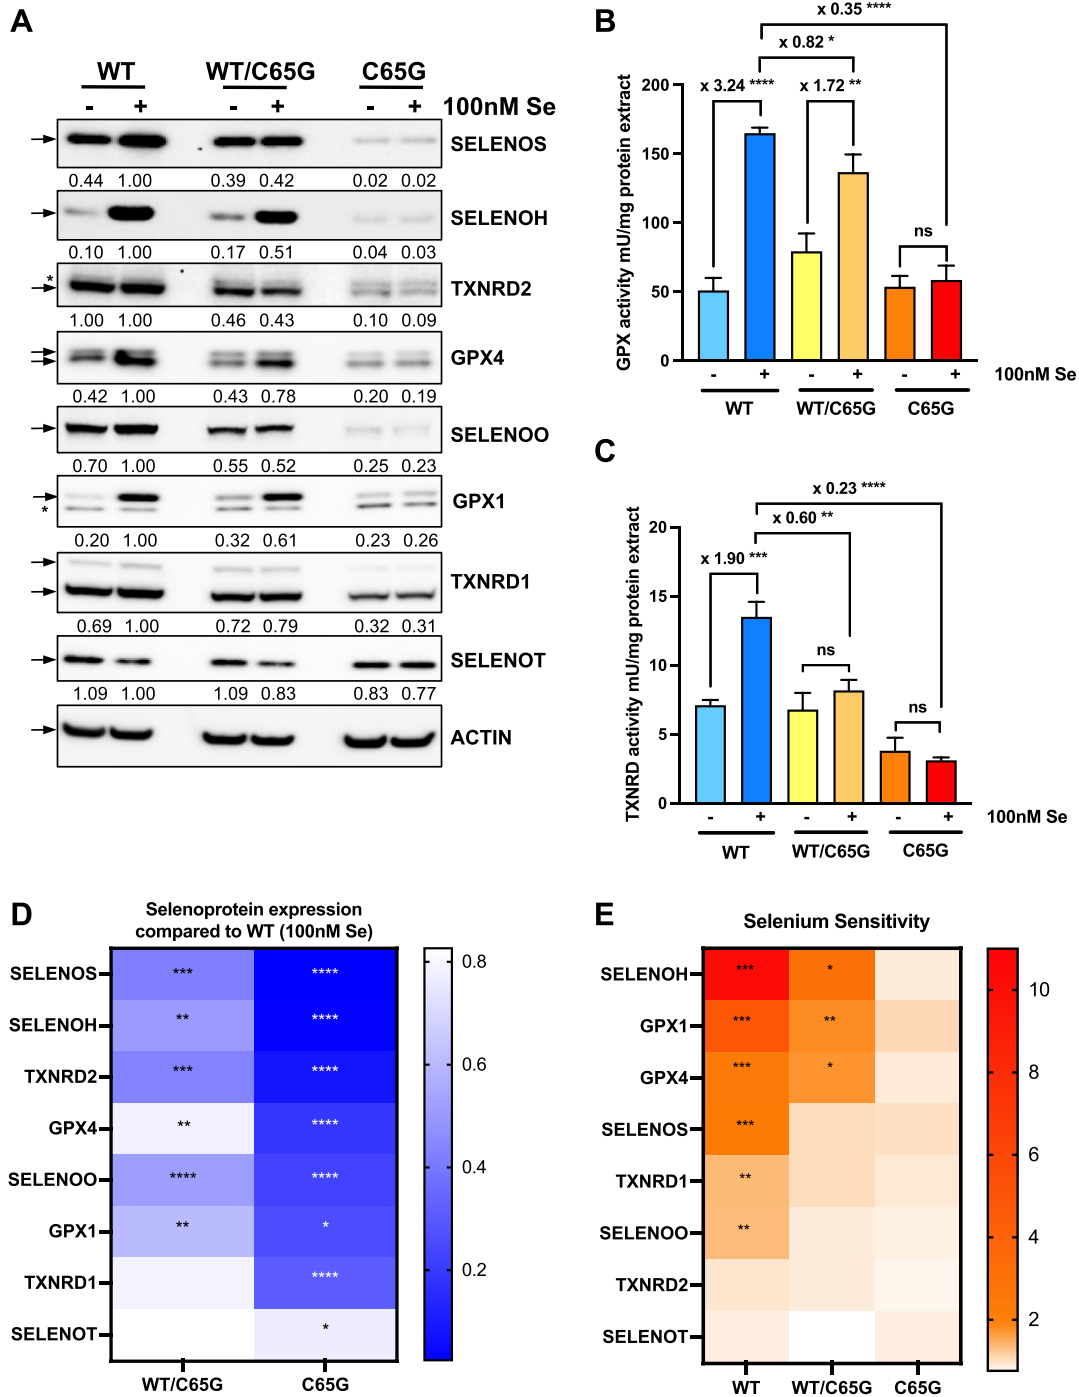 A
WT WT/C65G C65G
- + - + - + 100nM Se
SELENOS
0.44 1.00 0.39 0.42 0.02 0.02
SELENOH
0.10 1.00 0.17 0.51 0.04 0.03
*
TXNRD2
1.00 1.00 0.46 0.43 0.10 0.09
GPX4
0.42 1.00 0.43 0.78 0.20 0.19
SELENOO
0.70 1.00 0.55 0.52 0.25 0.23
GPX1
*
0.20 1.00 0.32 0.61 0.23 0.26
TXNRD1
0.69 1.00 0.72 0.79 0.32 0.31
SELENOT
1.09 1.00 1.09 0.83 0.83 0.77
ACTIN
B
x 0.35 ****
x 0.82 *
x 3.24 **** x 1.72 **
ns
GPX activity mU/mg protein extract
200
150
100
50
0
- + - + - + 100nM Se
WT WT/C65G C65G
C
x 0.23 ****
x 0.60 **
x 1.90 ***
ns
ns
TXNRD activity mU/mg protein extract
20
15
10
5
0
- + - + - + 100nM Se
WT WT/C65G C65G
D
Selenoprotein expression
compared to WT (100nM Se)
SELENOS *** ****
SELENOH ** ****
TXNRD2 *** ****
GPX4 ** ****
SELENOO **** ****
GPX1 ** *
TXNRD1 ****
SELENOT *
WT/C65G C65G
0.8
0.6
0.4
0.2
E
Selenium Sensitivity
SELENOH *** *
GPX1 *** **
GPX4 *** *
SELENOS ***
TXNRD1 **
SELENOO **
TXNRD2
SELENOT
WT WT/C65G C65G
10
8
6
4
2